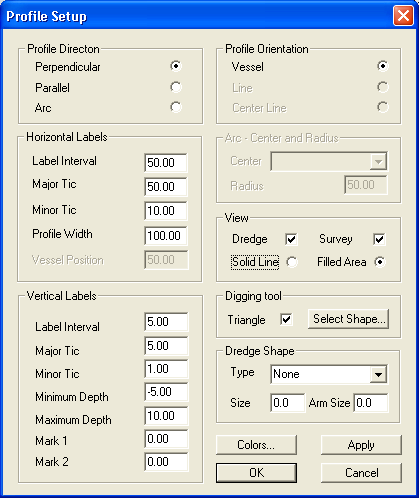 Profile Setup
Profile Directon
Perpendicular
Parallel
Arc
Profile Orientation
Vessel
Line
Center Line
Horizontal Labels
Label Interval 50.00
Major Tic 50.00
Minor Tic 10.00
Profile Width 100.00
Vessel Position 50.00
Arc - Center and Radius
Center
Radius 50.00
View
Dredge Survey
Solid Line Filled Area
Vertical Labels
Label Interval 5.00
Major Tic 5.00
Minor Tic 1.00
Minimum Depth -5.00
Maximum Depth 10.00
Mark 1 0.00
Mark 2 0.00
Digging tool
Triangle Select Shape...
Dredge Shape
Type None
Size 0.0 Arm Size 0.0
Colors... Apply
OK Cancel